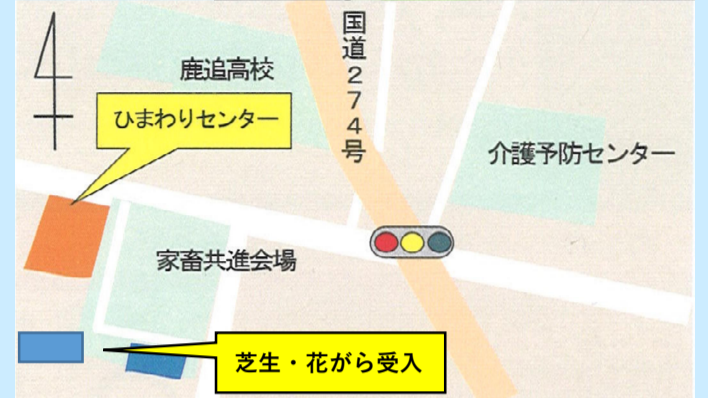 国道274号
鹿追高校
ひまわりセンター
介護予防センター
家畜共進会場
芝生・花がら受入